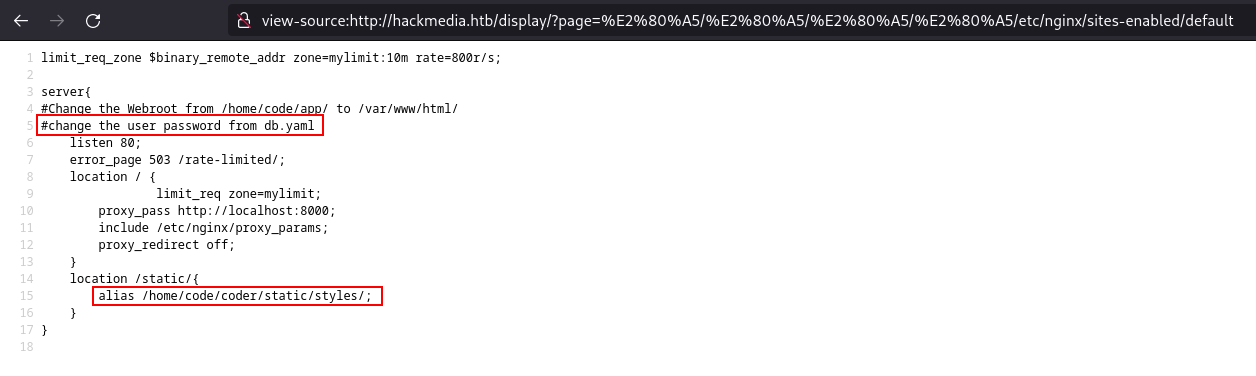 view-source:http://hackmedia.htb/display/?page=%E2%80%A5/%E2%80%A5/%E2%80%A5/%E2%80%A5/etc/nginx/sites-enabled/default
1 limit_req_zone $binary_remote_addr zone=mylimit:10m rate=800r/s;
2
3 server{
4 #Change the Webroot from /home/code/app/ to /var/www/html/
5 #change the user password from db.yaml
6 listen 80;
7 error_page 503 /rate-limited/;
8 location / {
9 limit_req zone=mylimit;
10 proxy_pass http://localhost:8000;
11 include /etc/nginx/proxy_params;
12 proxy_redirect off;
13 }
14 location /static/{
15 alias /home/code/coder/static/styles/;
16 }
17 }
18